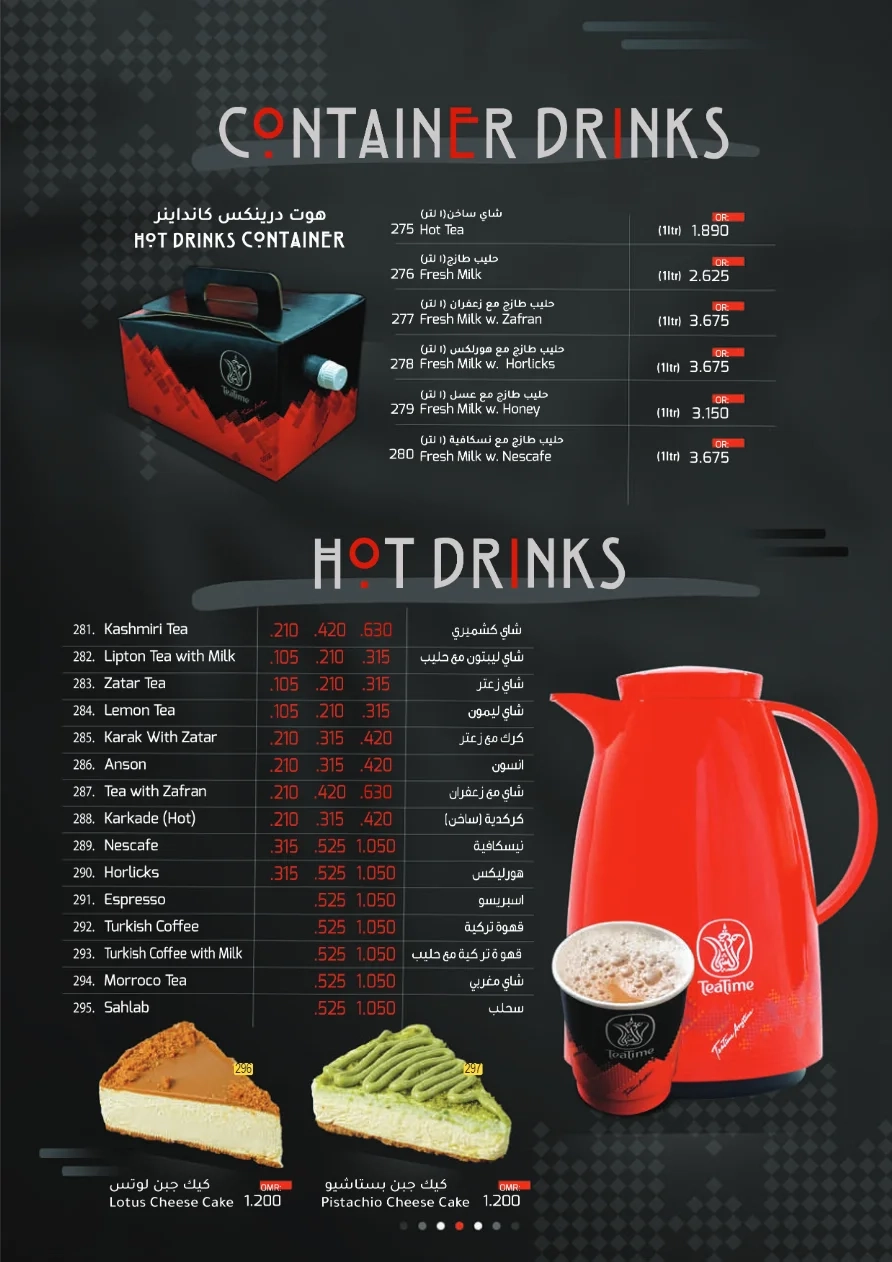 CONTAINER DRINKS
هوت درينكس كانداينر
HOT DRINKS CONTAINER
TeaTime
شاي ساخن(١ لتر)
275 Hot Tea (1ltr) OR: 1.890
حليب طازج(١ لتر)
276 Fresh Milk (1ltr) OR: 2.625
حليب طازج مع زعفران (١ لتر)
277 Fresh Milk w. Zafran (1ltr) OR: 3.675
حليب طازج مع هورلكس (١ لتر)
278 Fresh Milk w. Horlicks (1ltr) OR: 3.675
حليب طازج مع عسل (١ لتر)
279 Fresh Milk w. Honey (1ltr) OR: 3.150
حليب طازج مع نسكافية (١ لتر)
280 Fresh Milk w. Nescafe (1ltr) OR: 3.675
HOT DRINKS
281. Kashmiri Tea .210 .420 .630 شاي كشميري
282. Lipton Tea with Milk .105 .210 .315 شاي ليبتون مع حليب
283. Zatar Tea .105 .210 .315 شاي زعتر
284. Lemon Tea .105 .210 .315 شاي ليمون
285. Karak With Zatar .210 .315 .420 كرك مع زعتر
286. Anson .210 .315 .420 انسون
287. Tea with Zafran .210 .420 .630 شاي مع زعفران
288. Karkade (Hot) .210 .315 .420 كركدية (ساخن)
289. Nescafe .315 .525 1.050 نيسكافية
290. Horlicks .315 .525 1.050 هورليكس
291. Espresso .525 1.050 اسبريسو
292. Turkish Coffee .525 1.050 قهوة تركية
293. Turkish Coffee with Milk .525 1.050 قهوة تركية مع حليب
294. Morroco Tea .525 1.050 شاي مغربي
295. Sahlab .525 1.050 سحلب
TeaTime
TeaTime
296
297
كيك جبن لوتس
Lotus Cheese Cake OMR: 1.200
كيك جبن بستاشيو
Pistachio Cheese Cake OMR: 1.200